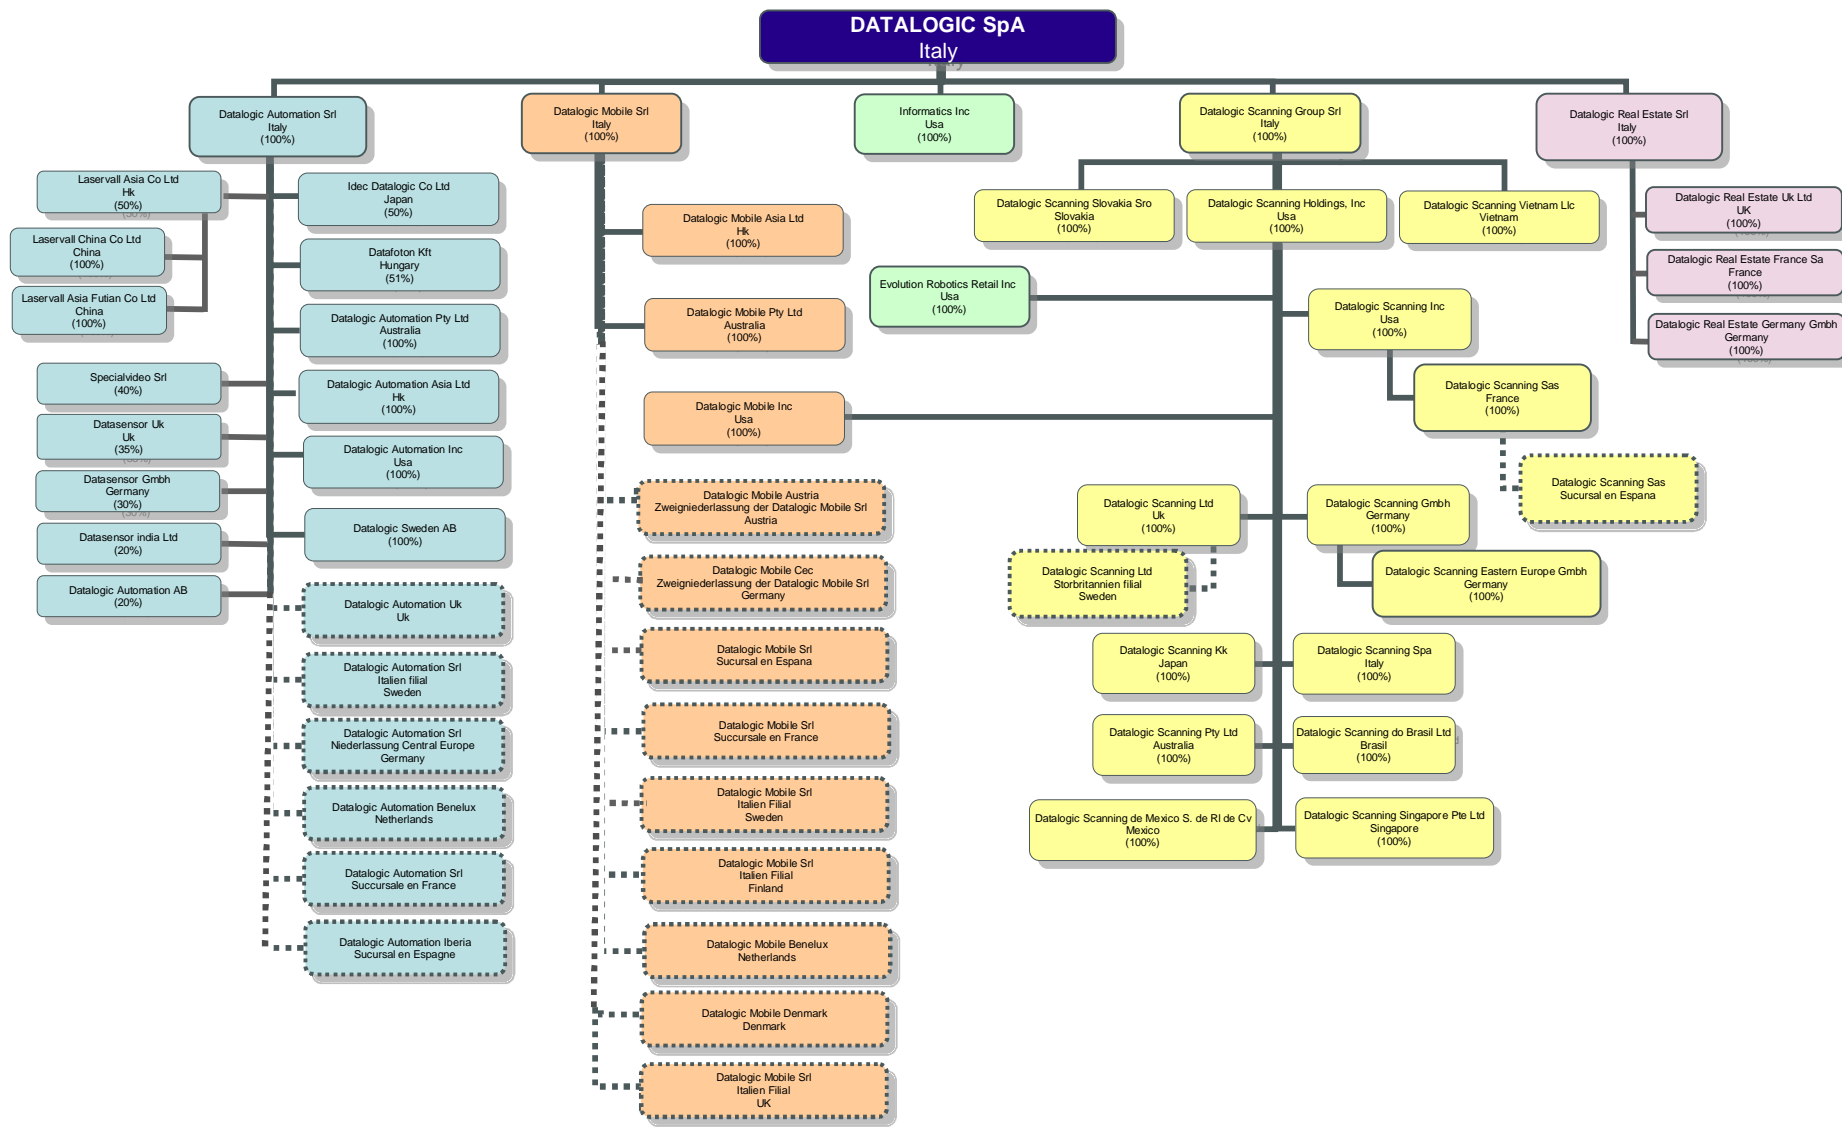 DATALOGIC SpA
Italy
Datalogic Automation Srl
Italy
(100%)
Laservall Asia Co Ltd
Hk
(50%)
Laservall China Co Ltd
China
(100%)
Laservall Asia Futian Co Ltd
China
(100%)
Specialvideo Srl
(40%)
Datasensor Uk
Uk
(35%)
Datasensor Gmbh
Germany
(30%)
Datasensor india Ltd
(20%)
Datalogic Automation AB
(20%)
Idec Datalogic Co Ltd
Japan
(50%)
Datafoton Kft
Hungary
(51%)
Datalogic Automation Pty Ltd
Australia
(100%)
Datalogic Automation Asia Ltd
Hk
(100%)
Datalogic Automation Inc
Usa
(100%)
Datalogic Sweden AB
(100%)
Datalogic Automation Uk
Uk
Datalogic Automation Srl
Italien filial
Sweden
Datalogic Automation Srl
Niederlassung Central Europe
Germany
Datalogic Automation Benelux
Netherlands
Datalogic Automation Srl
Succursale en France
Datalogic Automation Iberia
Sucursal en Espagne
Datalogic Mobile Srl
Italy
(100%)
Datalogic Mobile Asia Ltd
Hk
(100%)
Datalogic Mobile Pty Ltd
Australia
(100%)
Datalogic Mobile Inc
Usa
(100%)
Datalogic Mobile Austria
Zweigniederlassung der Datalogic Mobile Srl
Austria
Datalogic Mobile Cec
Zweigniederlassung der Datalogic Mobile Srl
Germany
Datalogic Mobile Srl
Sucursal en Espana
Datalogic Mobile Srl
Succursale en France
Datalogic Mobile Srl
Italien Filial
Sweden
Datalogic Mobile Srl
Italien Filial
Finland
Datalogic Mobile Benelux
Netherlands
Datalogic Mobile Denmark
Denmark
Datalogic Mobile Srl
Italien Filial
UK
Informatics Inc
Usa
(100%)
Datalogic Scanning Group Srl
Italy
(100%)
Datalogic Scanning Slovakia Sro
Slovakia
(100%)
Datalogic Scanning Holdings, Inc
Usa
(100%)
Datalogic Scanning Vietnam Llc
Vietnam
(100%)
Evolution Robotics Retail Inc
Usa
(100%)
Datalogic Scanning Inc
Usa
(100%)
Datalogic Scanning Sas
France
(100%)
Datalogic Scanning Sas
Sucursal en Espana
Datalogic Scanning Ltd
Uk
(100%)
Datalogic Scanning Ltd
Storbritannien filial
Sweden
Datalogic Scanning Gmbh
Germany
(100%)
Datalogic Scanning Eastern Europe Gmbh
Germany
(100%)
Datalogic Scanning Kk
Japan
(100%)
Datalogic Scanning Spa
Italy
(100%)
Datalogic Scanning Pty Ltd
Australia
(100%)
Datalogic Scanning do Brasil Ltd
Brasil
(100%)
Datalogic Scanning de Mexico S. de Rl de Cv
Mexico
(100%)
Datalogic Scanning Singapore Pte Ltd
Singapore
(100%)
Datalogic Real Estate Srl
Italy
(100%)
Datalogic Real Estate Uk Ltd
UK
(100%)
Datalogic Real Estate France Sa
France
(100%)
Datalogic Real Estate Germany Gmbh
Germany
(100%)